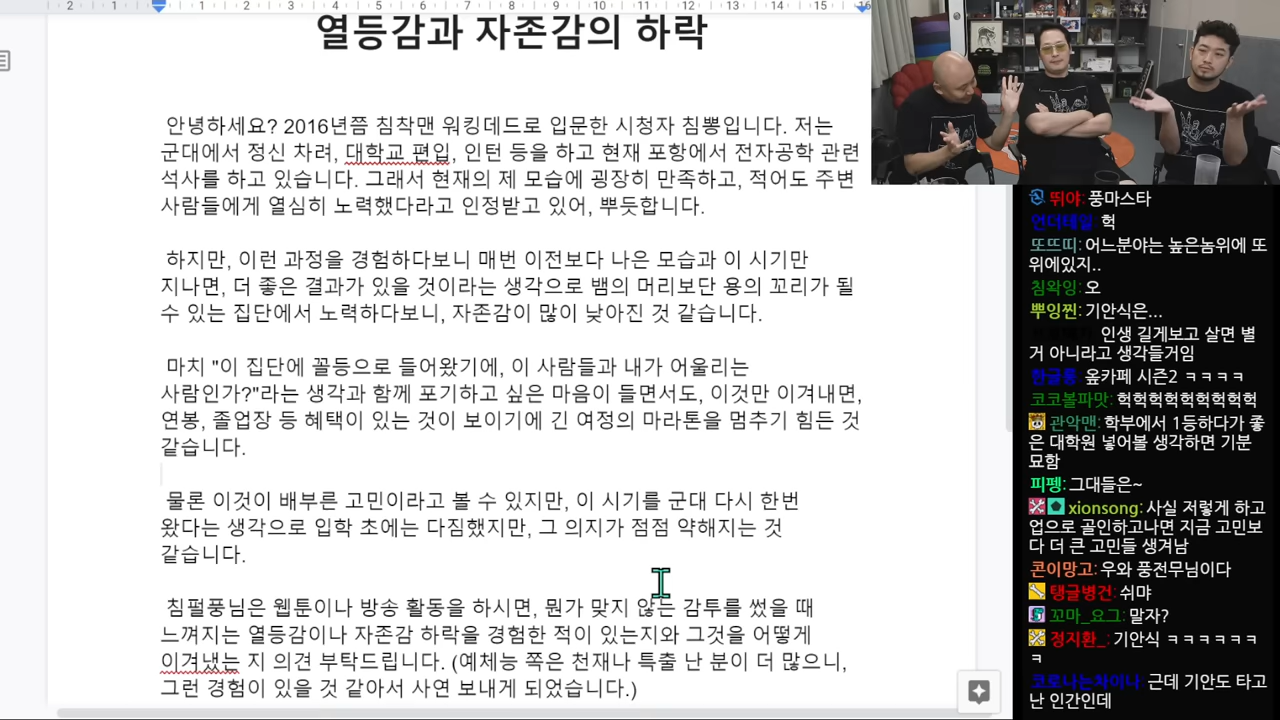 2 1 1 2 3 4 5 6 7 8 9 10 11 12 13 14 15 16
열등감과 자존감의 하락
안녕하세요? 2016년쯤 침착맨 워킹데드로 입문한 시청자 침뽕입니다. 저는
군대에서 정신 차려, 대학교 편입, 인턴 등을 하고 현재 포항에서 전자공학 관련
석사를 하고 있습니다. 그래서 현재의 제 모습에 굉장히 만족하고, 적어도 주변
사람들에게 열심히 노력했다라고 인정받고 있어, 뿌듯합니다.
하지만, 이런 과정을 경험하다보니 매번 이전보다 나은 모습과 이 시기만
지나면, 더 좋은 결과가 있을 것이라는 생각으로 뱀의 머리보단 용의 꼬리가 될
수 있는 집단에서 노력하다보니, 자존감이 많이 낮아진 것 같습니다.
마치 "이 집단에 꼴등으로 들어왔기에, 이 사람들과 내가 어울리는
사람인가?"라는 생각과 함께 포기하고 싶은 마음이 들면서도, 이것만 이겨내면,
연봉, 졸업장 등 혜택이 있는 것이 보이기에 긴 여정의 마라톤을 멈추기 힘든 것
같습니다.
물론 이것이 배부른 고민이라고 볼 수 있지만, 이 시기를 군대 다시 한번
왔다는 생각으로 입학 초에는 다짐했지만, 그 의지가 점점 약해지는 것
같습니다.
침펄풍님은 웹툰이나 방송 활동을 하시면, 뭔가 맞지 않는 감투를 썼을 때
느껴지는 열등감이나 자존감 하락을 경험한 적이 있는지와 그것을 어떻게
이겨냈는 지 의견 부탁드립니다. (예체능 쪽은 천재나 특출 난 분이 더 많으니,
그런 경험이 있을 것 같아서 사연 보내게 되었습니다.)
뛰야: 풍마스타
언더테일: 헉
또뜨띠: 어느분야는 높은놈위에 또
위에있지..
침왁잉: 오
뿌잉찐: 기안식은...
인생 길게보고 살면 별
거 아니라고 생각들거임
한글롱: 옾카페 시즌2 ㅋㅋㅋㅋ
코코볼파맛: 헉헉헉헉헉헉헉헉헉
관악맨: 학부에서 1등하다가 좋
은 대학원 넣어볼 생각하면 기분
묘함
피펭: 그대들은~
xionsong: 사실 저렇게 하고
업으로 골인하고나면 지금 고민보
다 더 큰 고민들 생겨남
콘이망고: 우와 풍전무님이다
탱글병건: 쉬먀
꼬마_요그: 말자?
정지환_: 기안식 ㅋㅋㅋㅋㅋㅋ
ㅋ
코로나는차이나: 근데 기안도 타고
난 인간인데